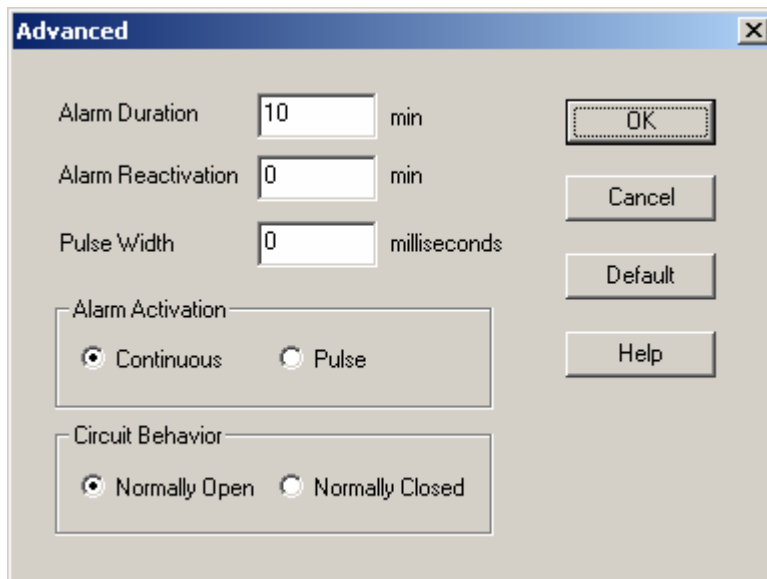 Advanced
Alarm Duration 10 min
OK
Alarm Reactivation 0 min
Cancel
Pulse Width 0 milliseconds
Default
Alarm Activation
Continuous Pulse
Help
Circuit Behavior
Normally Open Normally Closed